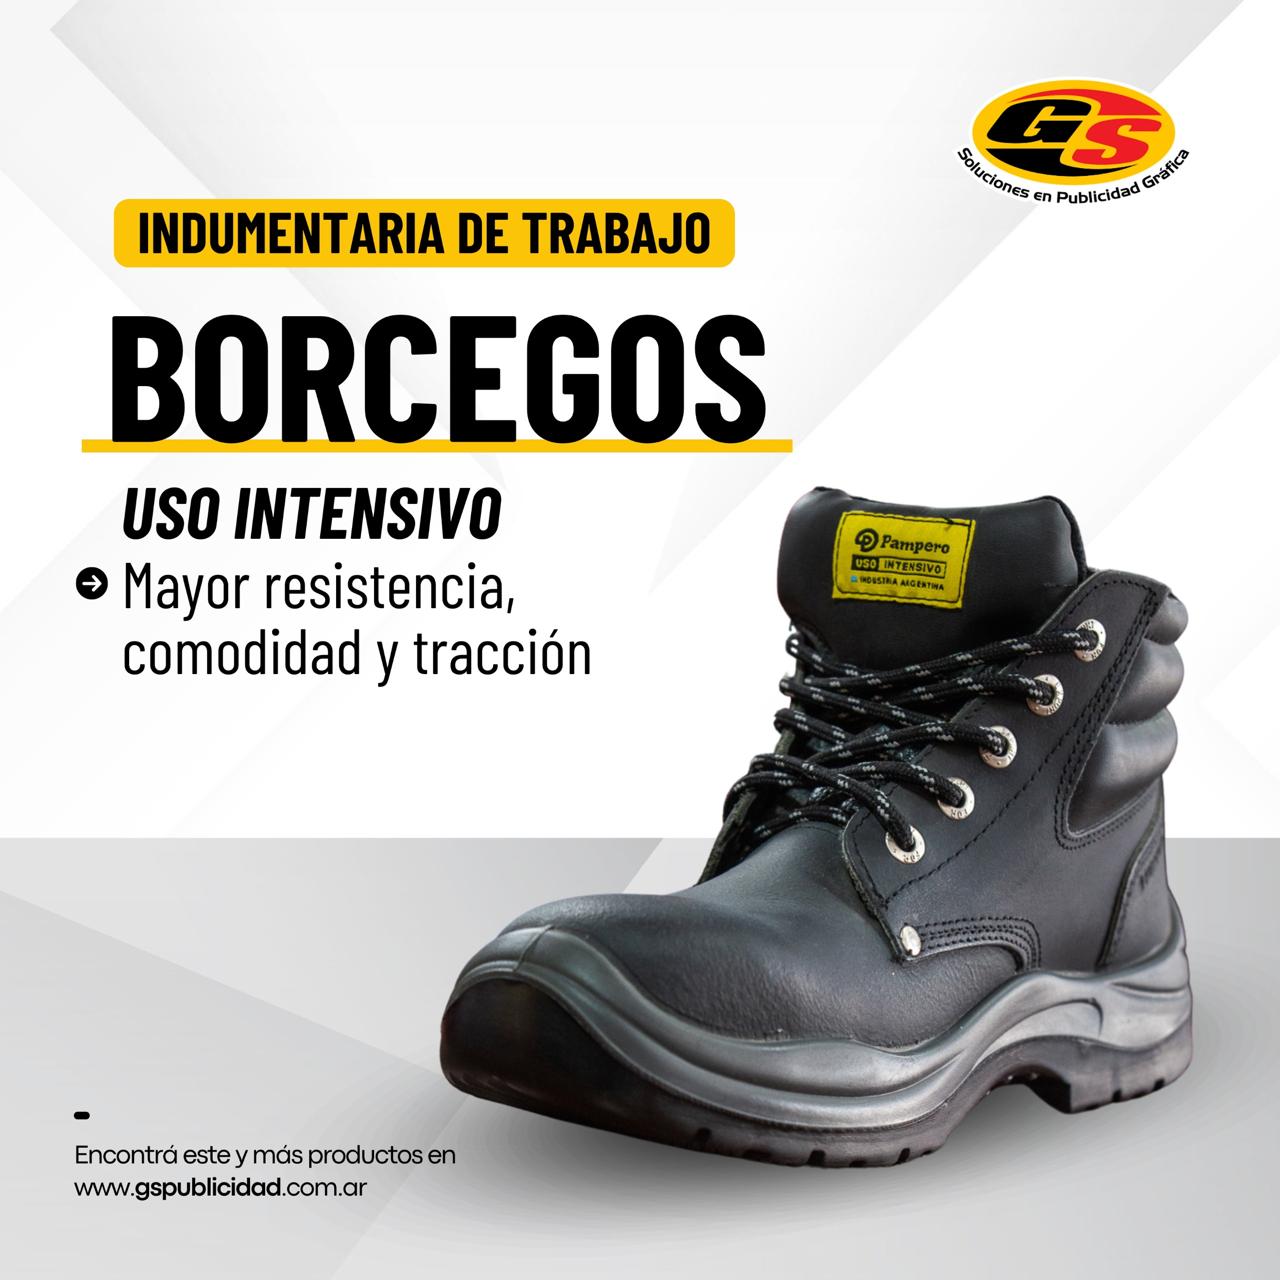 GS
Soluciones en Publicidad Gráfica
INDUMENTARIA DE TRABAJO
BORCEGOS
USO INTENSIVO
Mayor resistencia,
comodidad y tracción
Pampero
USO INTENSIVO
INDUSTRIA ARGENTINA
Encontrá este y más productos en
www.gspublicidad.com.ar